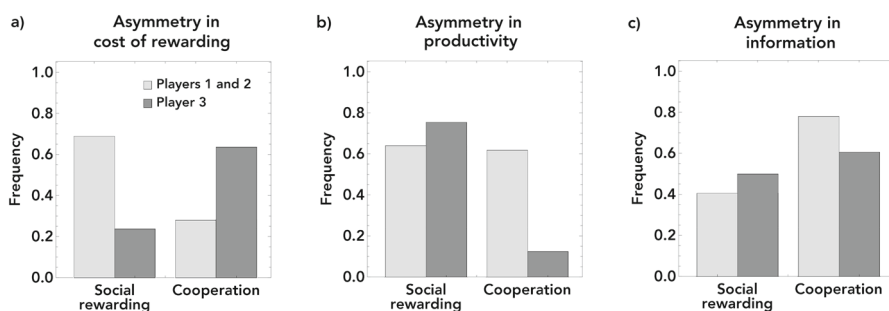 a)
Asymmetry in
cost of rewarding
Frequency
1.0
0.8
0.6
0.4
0.2
0.0
Players 1 and 2
Player 3
Social
rewarding
Cooperation
b)
Asymmetry in
productivity
Frequency
1.0
0.8
0.6
0.4
0.2
0.0
Social
rewarding
Cooperation
c)
Asymmetry in
information
Frequency
1.0
0.8
0.6
0.4
0.2
0.0
Social
rewarding
Cooperation